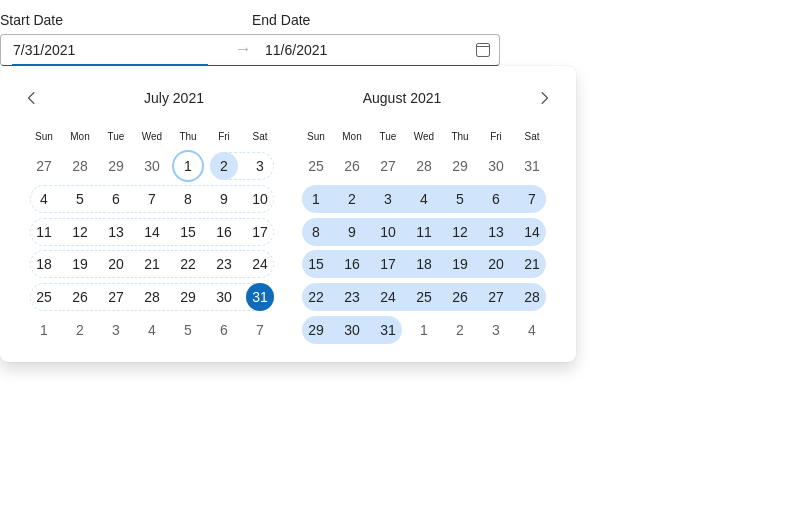 Start Date End Date
7/31/2021 → 11/6/2021
July 2021 August 2021
Sun Mon Tue Wed Thu Fri Sat Sun Mon Tue Wed Thu Fri Sat
27 28 29 30 1 2 3 25 26 27 28 29 30 31
4 5 6 7 8 9 10 1 2 3 4 5 6 7
11 12 13 14 15 16 17 8 9 10 11 12 13 14
18 19 20 21 22 23 24 15 16 17 18 19 20 21
25 26 27 28 29 30 31 22 23 24 25 26 27 28
1 2 3 4 5 6 7 29 30 31 1 2 3 4